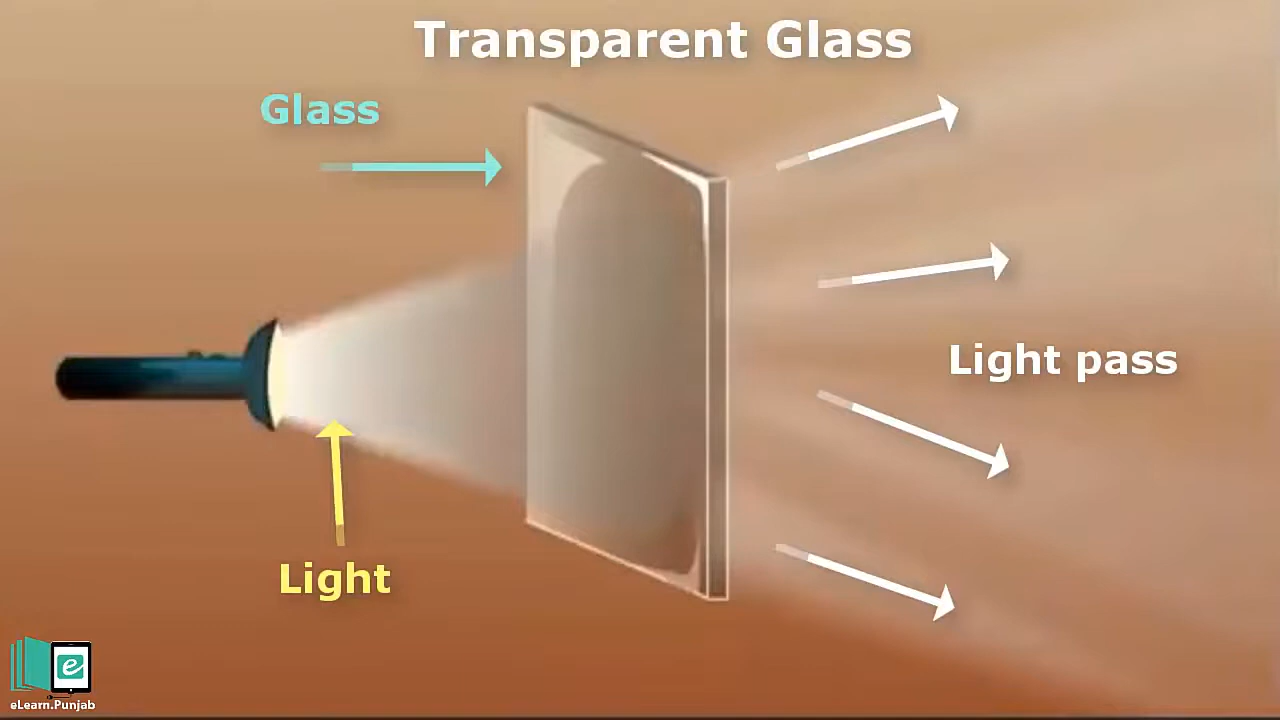 Transparent Glass
Glass
Light pass
Light
eLearn.Punjab